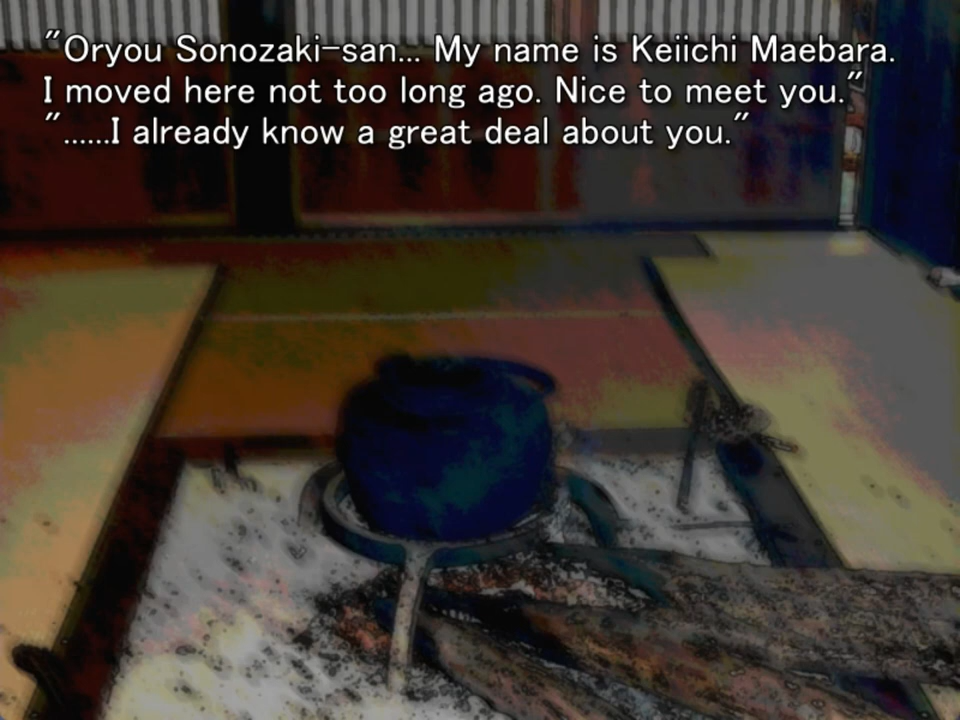 "Oryou Sonozaki-san... My name is Keiichi Maebara.
I moved here not too long ago. Nice to meet you."
"......I already know a great deal about you."